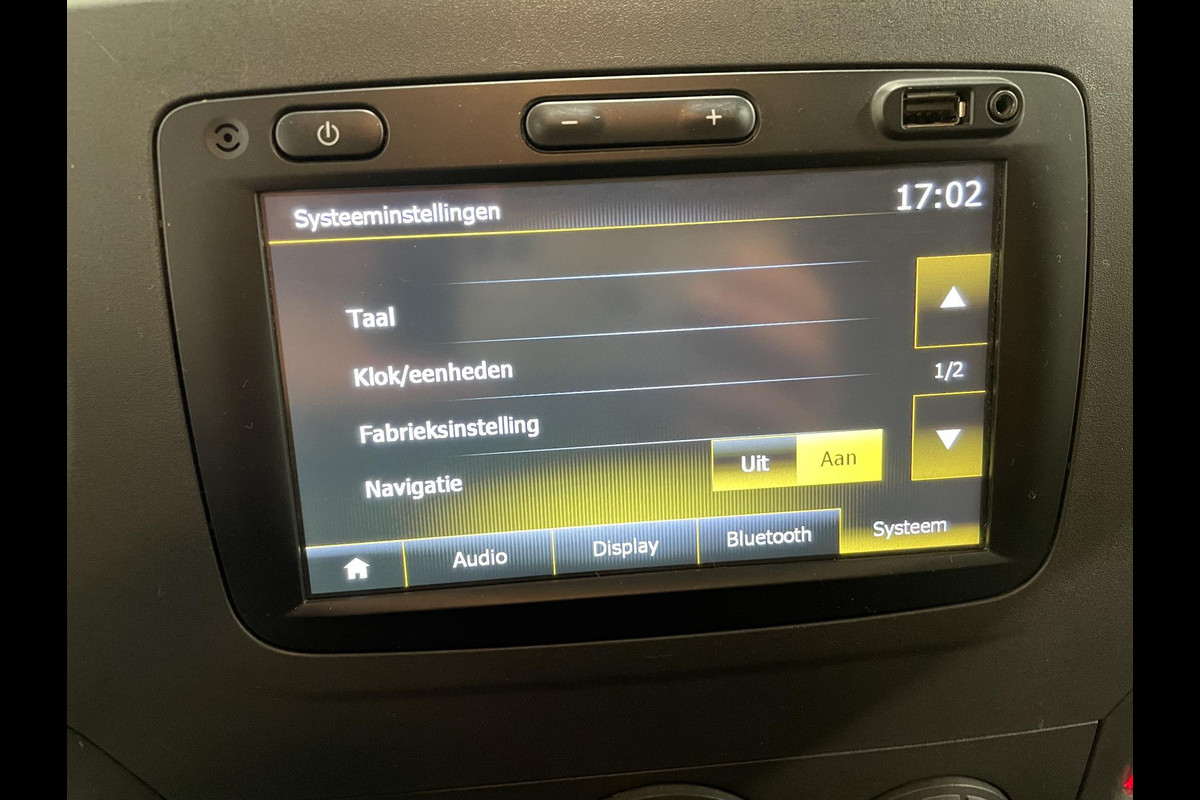 Systeeminstellingen
17:02
Taal
Klok/eenheden
1/2
Fabrieksinstelling
Navigatie
Uit
Aan
Audio
Display
Bluetooth
Systeem